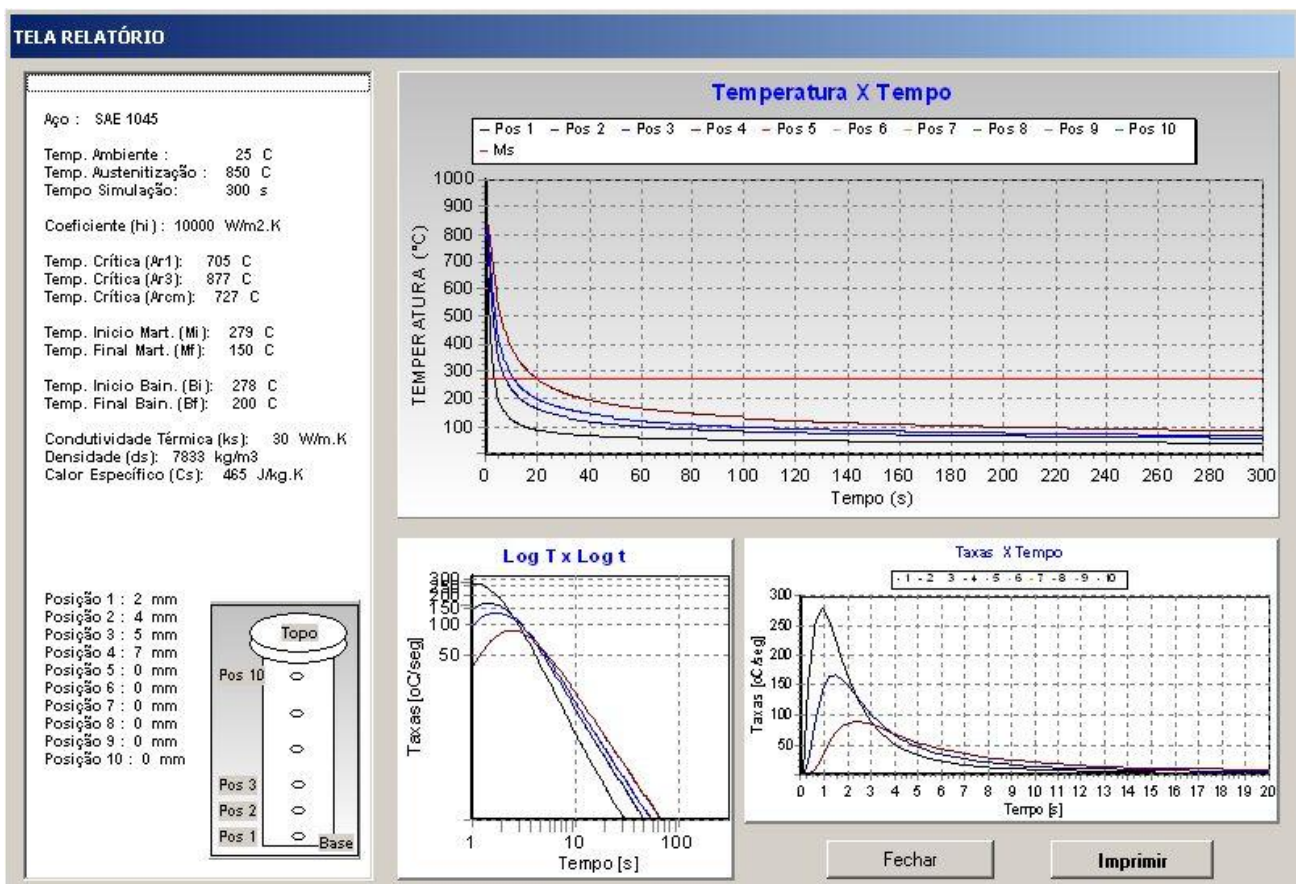 TELA RELATÓRIO
Aço : SAE 1045
Temp. Ambiente : 25 C
Temp. Austenitização : 850 C
Tempo Simulação: 300 s
Coeficiente (hi) : 10000 W/m2.K
Temp. Crítica (Ar1): 705 C
Temp. Crítica (Ar3): 877 C
Temp. Crítica (Arcm): 727 C
Temp. Inicio Mart. (Mi): 279 C
Temp. Final Mart. (Mf): 150 C
Temp. Inicio Bain. (Bi): 278 C
Temp. Final Bain. (Bf): 200 C
Condutividade Térmica (ks): 30 W/m.K
Densidade (ds): 7833 kg/m3
Calor Específico (Cs): 465 J/kg.K
Posição 1 : 2 mm
Posição 2 : 4 mm
Posição 3 : 5 mm
Posição 4 : 7 mm
Posição 5 : 0 mm
Posição 6 : 0 mm
Posição 7 : 0 mm
Posição 8 : 0 mm
Posição 9 : 0 mm
Posição 10 : 0 mm
Topo
Pos 10
Pos 3
Pos 2
Pos 1
Base
Temperatura X Tempo
Pos 1 Pos 2 Pos 3 Pos 4 Pos 5 Pos 6 Pos 7 Pos 8 Pos 9 Pos 10
Ms
TEMPERATURA (°C)
1000
900
800
700
600
500
400
300
200
100
0 20 40 60 80 100 120 140 160 180 200 220 240 260 280 300
Tempo (s)
Log T x Log t
Taxas [oC/seg]
300
150
100
50
1 10 100
Tempo [s]
Taxas X Tempo
1 2 3 4 5 6 7 8 9 10
Taxas [oC/seg]
300
250
200
150
100
50
0 1 2 3 4 5 6 7 8 9 10 11 12 13 14 15 16 17 18 19 20
Tempo [s]
Fechar
Imprimir